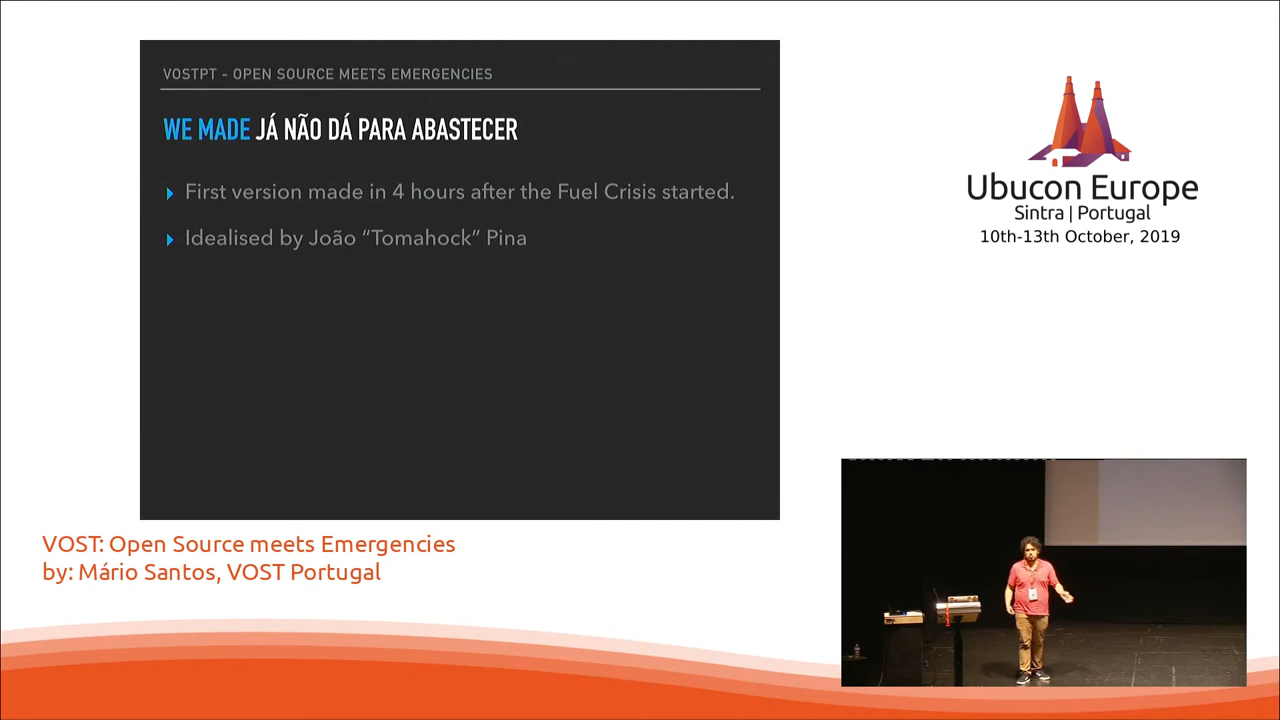 VOSTPT - OPEN SOURCE MEETS EMERGENCIES
WE MADE JÁ NÃO DÁ PARA ABASTECER
First version made in 4 hours after the Fuel Crisis started.
Idealised by João “Tomahock” Pina
Ubucon Europe
Sintra | Portugal
10th-13th October, 2019
VOST: Open Source meets Emergencies
by: Mário Santos, VOST Portugal